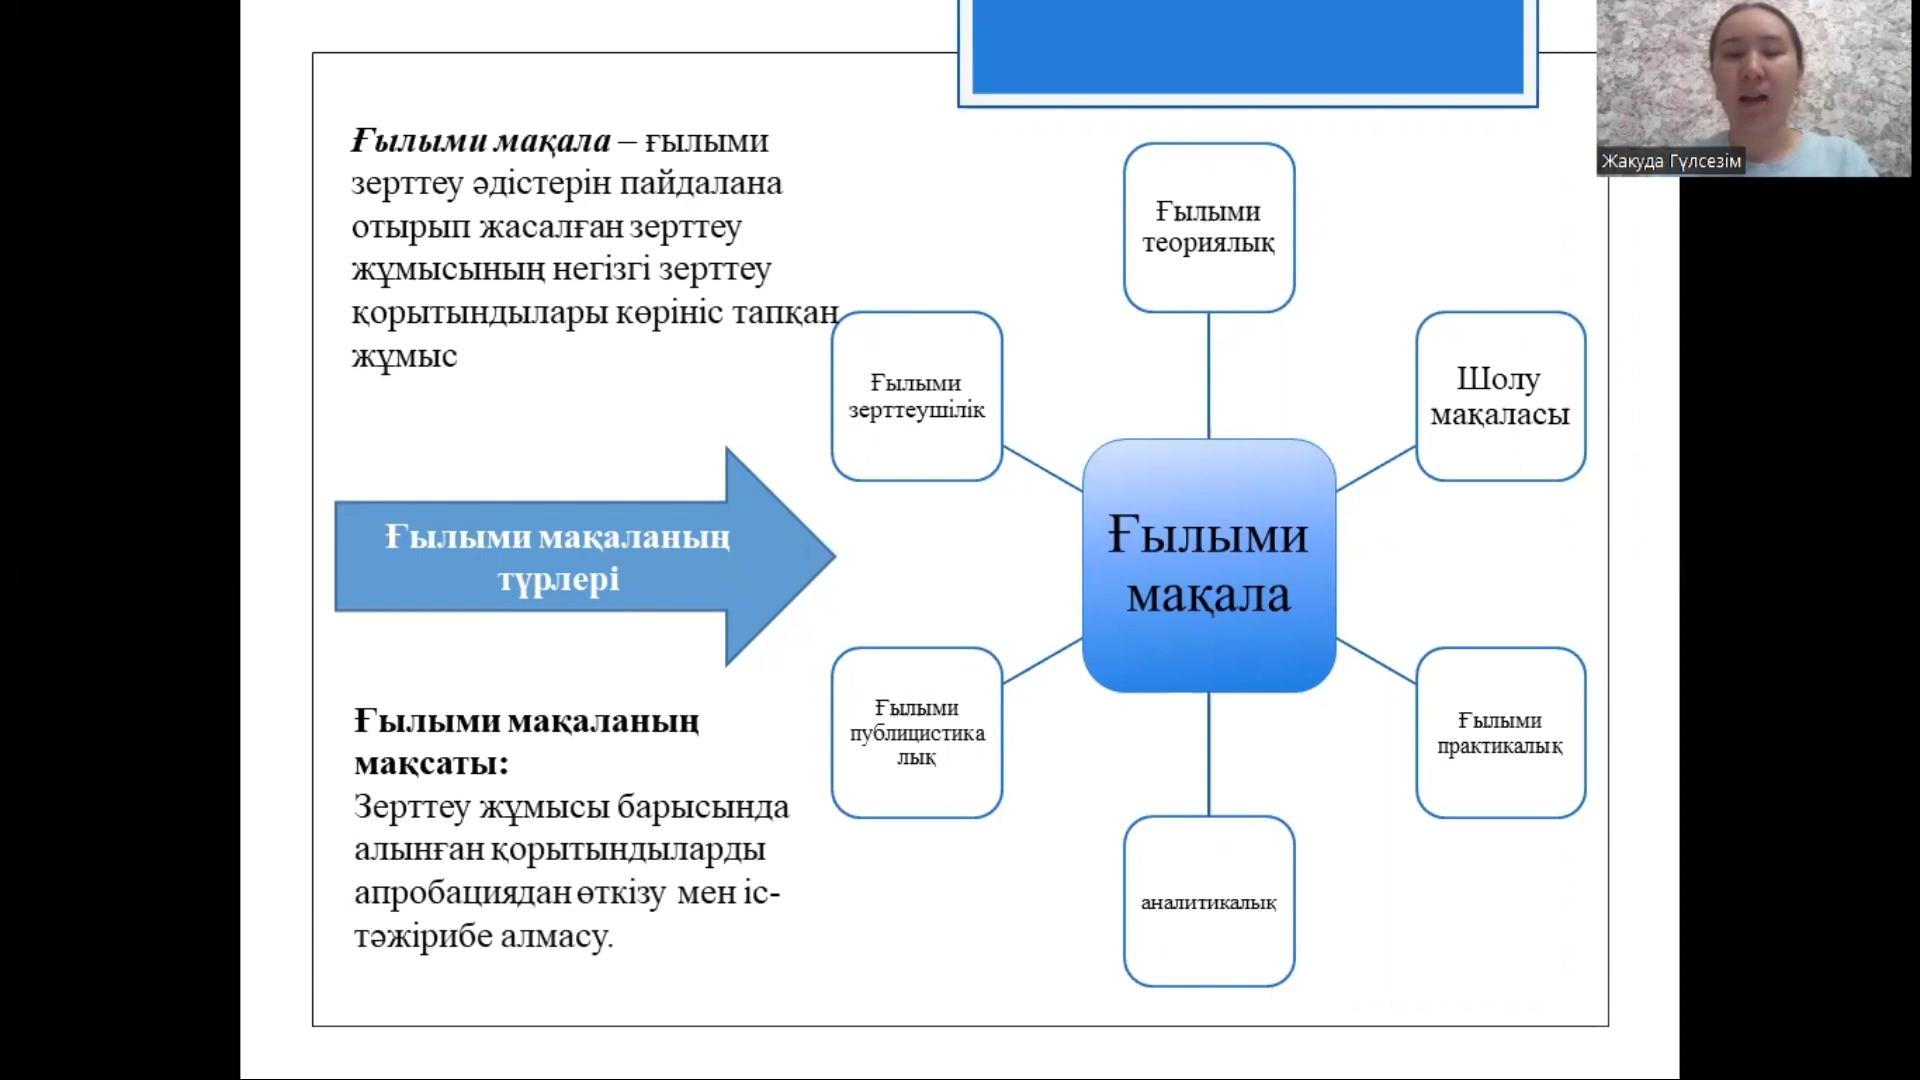 Ғылыми мақала – ғылыми
зерттеу әдістерін пайдалана
отырып жасалған зерттеу
жұмысының негізгі зерттеу
қорытындылары көрініс тапқан
жұмыс
Ғылыми мақаланың
түрлері
Ғылыми мақаланың
мақсаты:
Зерттеу жұмысы барысында
алынған қорытындыларды
апробациядан өткізу мен іс-
тәжірибе алмасу.
Ғылыми
теориялық
Ғылыми
зерттеушілік
Шолу
мақаласы
Ғылыми
мақала
Ғылыми
публицистика
лық
Ғылыми
практикалық
аналитикалық
Жакуда Гүлсезім